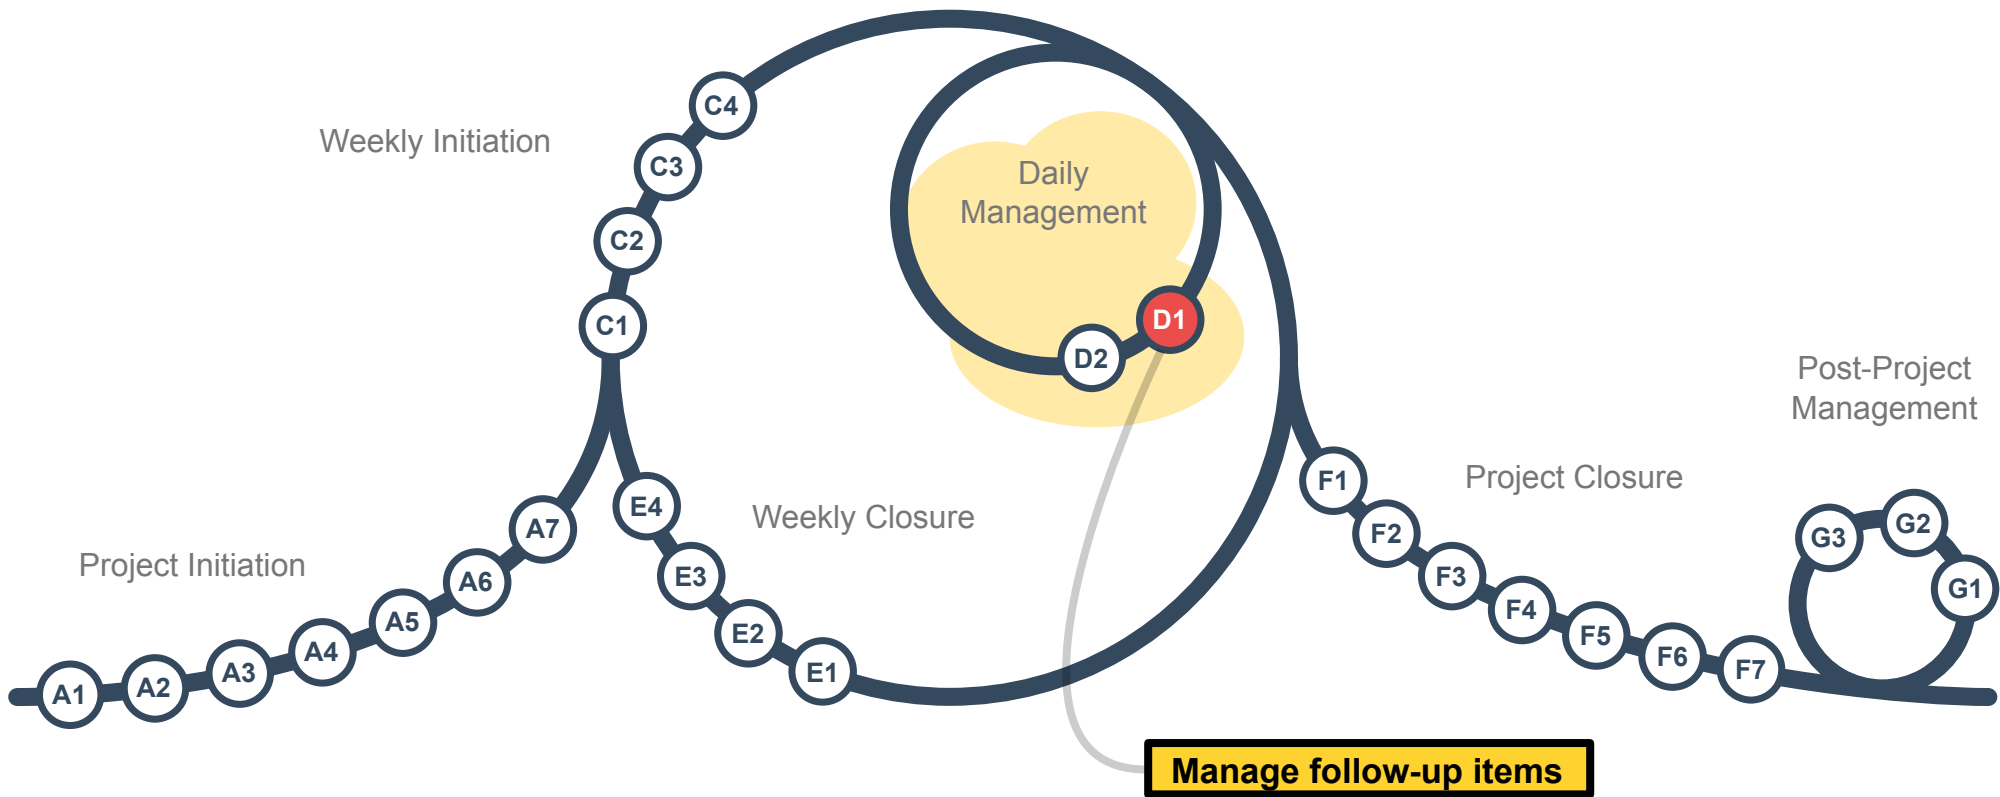 Weekly Initiation
C4
C3
C2
C1
Daily
Management
D1
D2
Post-Project
Management
Project Closure
Weekly Closure
Project Initiation
A1
A2
A3
A4
A5
A6
A7
E4
E3
E2
E1
F1
F2
F3
F4
F5
F6
F7
G3
G2
G1
Manage follow-up items